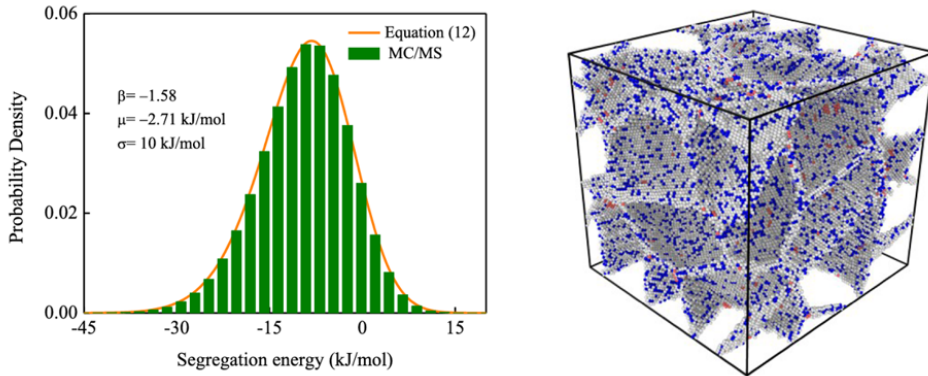 0.06
0.04
0.02
0.00
Probability Density
Equation (12)
MC/MS
β= –1.58
μ= –2.71 kJ/mol
σ= 10 kJ/mol
-45
-30
-15
0
15
Segregation energy (kJ/mol)